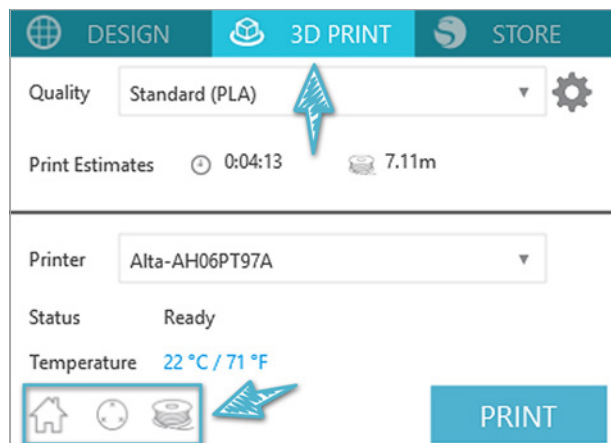 DESIGN 3D PRINT STORE
Quality Standard (PLA)
Print Estimates 0:04:13 7.11m
Printer Alta-AH06PT97A
Status Ready
Temperature 22 °C / 71 °F
PRINT